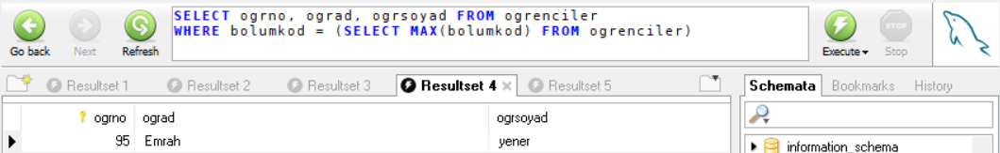 SELECT ogrno, ograd, ogrsoyad FROM ogrenciler
WHERE bolumkod = (SELECT MAX(bolumkod) FROM ogrenciler)
Go back Next Refresh Execute Stop
STOP
Resultset 1 Resultset 2 Resultset 3 Resultset 4 Resultset 5
Schemata Bookmarks History
ogrno ograd ogrsoyad
95 Emrah yener
information_schema